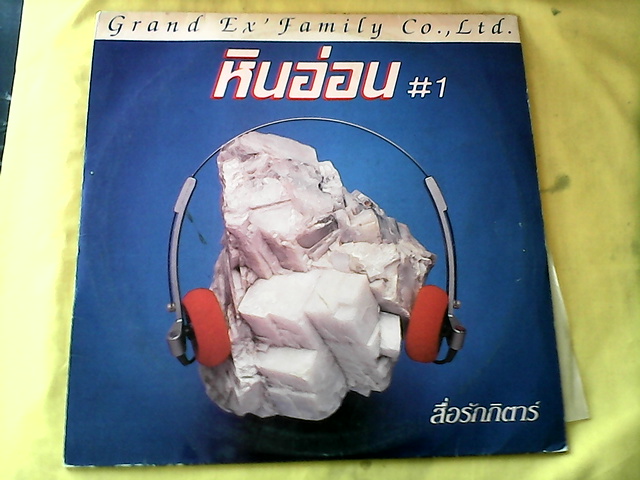 Grand Ex' Family Co.,Ltd.
หินอ่อน #1
สื่อรักกีตาร์